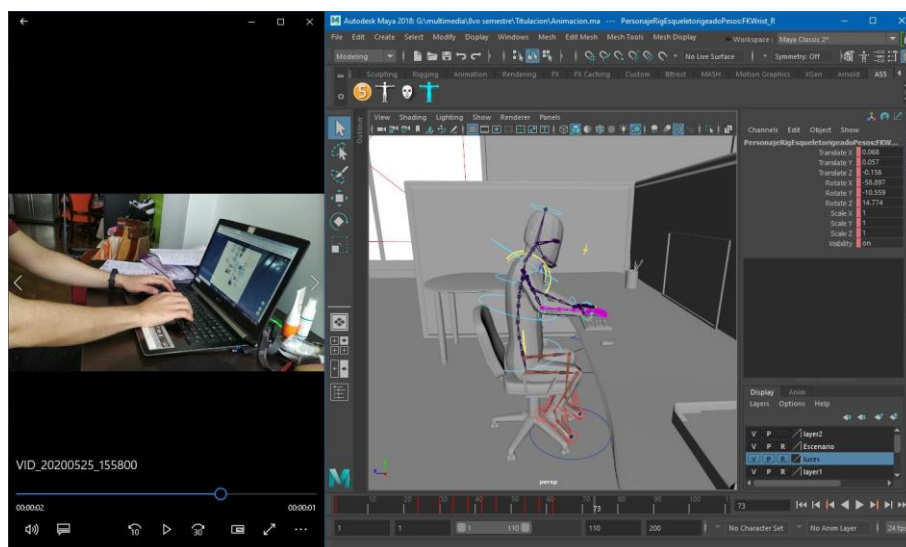 VID_20200525_155800
00:00:02
00:00:01
10
30
Autodesk Maya 2018: G:\multimedia\8vo semestre\Titulacion\Animacion.ma --- PersonajeRigEsqueletorigeadoPesos:FKWrist_R
File Edit Create Select Modify Display Windows Mesh Edit Mesh Mesh Tools Mesh Display
Workspace : Maya Classic 2*
Modeling
No Live Surface
Symmetry: Off
Sculpting Rigging Animation Rendering FX FX Caching Custom Bifrost MASH Motion Graphics XGen Arnold AS5
View Shading Lighting Show Renderer Panels
Outliner
persp
Channels Edit Object Show
PersonajeRigEsqueletorigeadoPesos:FKW...
Translate X 0.068
Translate Y 0.057
Translate Z -0.156
Rotate X -58.897
Rotate Y -10.559
Rotate Z 14.774
Scale X 1
Scale Y 1
Scale Z 1
Visibility on
Display Anim
Layers Options Help
V P layer2
V P R Escenario
V P R luces
V P R layer1
10 20 30 40 50 60 70 80 90 100
73
73
1 1 1 110 110 200
No Character Set
No Anim Layer
24 fps